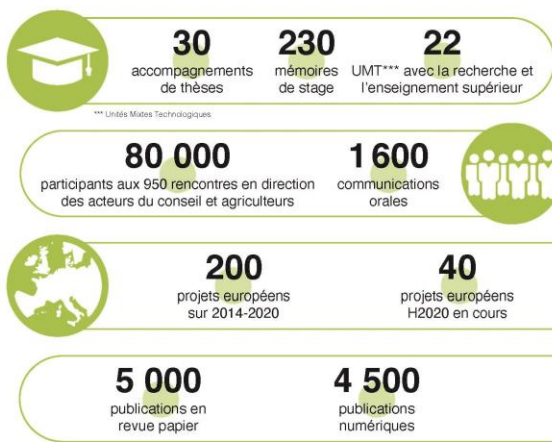 30
accompagnements
de thèses
230
mémoires
de stage
22
UMT*** avec la recherche et
l'enseignement supérieur
*** Unités Mixtes Technologiques
80 000
participants aux 950 rencontres en direction
des acteurs du conseil et agriculteurs
1 600
communications
orales
200
projets européens
sur 2014-2020
40
projets européens
H2020 en cours
5 000
publications en
revue papier
4 500
publications
numériques